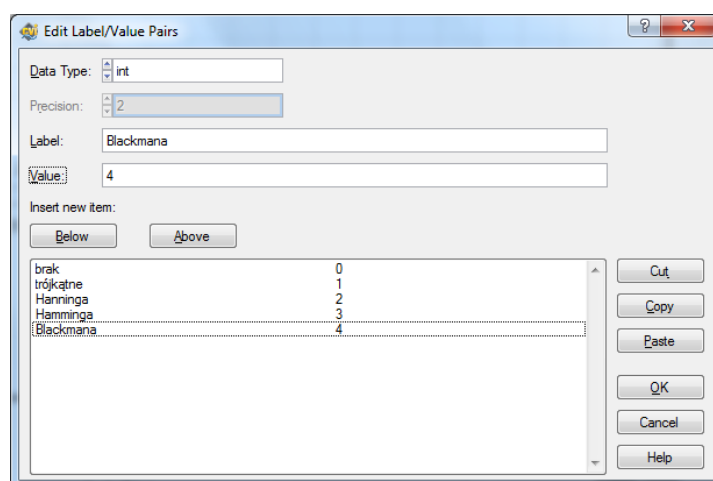 Edit Label/Value Pairs
Data Type: int
Precision: 2
Label: Blackmana
Value: 4
Insert new item:
Below Above
brak 0
trójkątne 1
Hanninga 2
Hamminga 3
Blackmana 4
Cut
Copy
Paste
OK
Cancel
Help